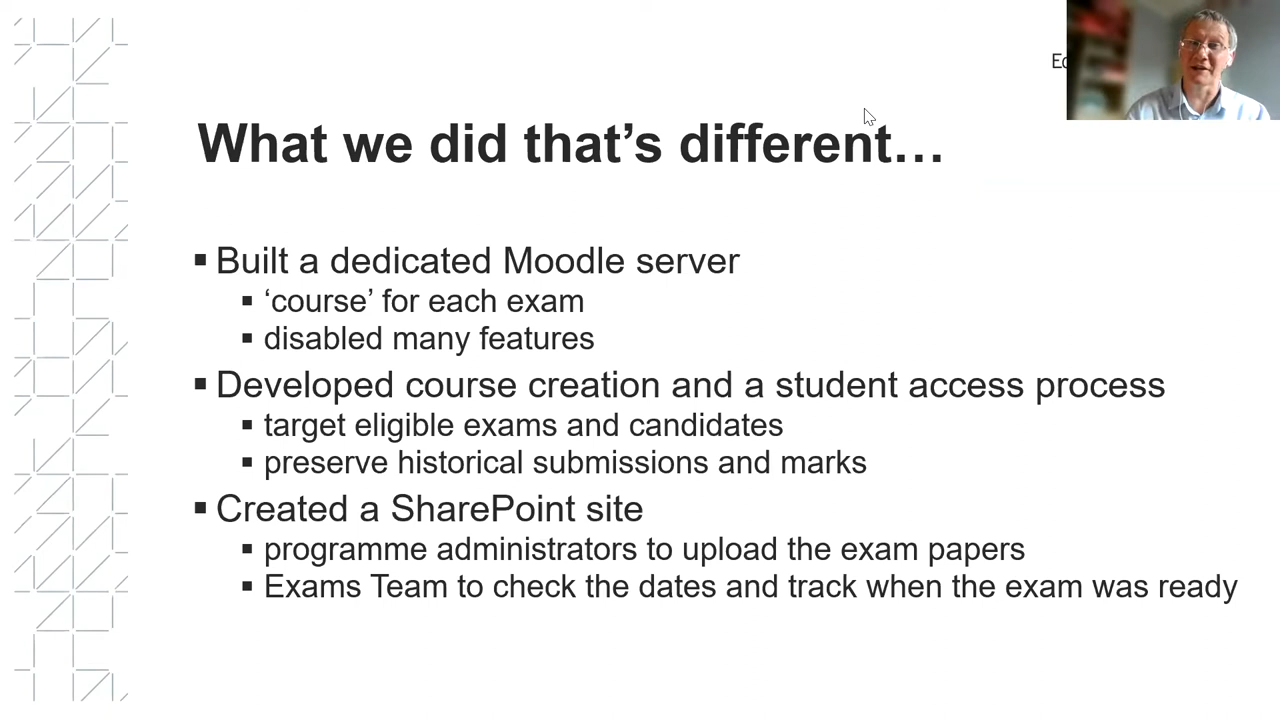 What we did that’s different…
▪ Built a dedicated Moodle server
▪ ‘course’ for each exam
▪ disabled many features
▪ Developed course creation and a student access process
▪ target eligible exams and candidates
▪ preserve historical submissions and marks
▪ Created a SharePoint site
▪ programme administrators to upload the exam papers
▪ Exams Team to check the dates and track when the exam was ready